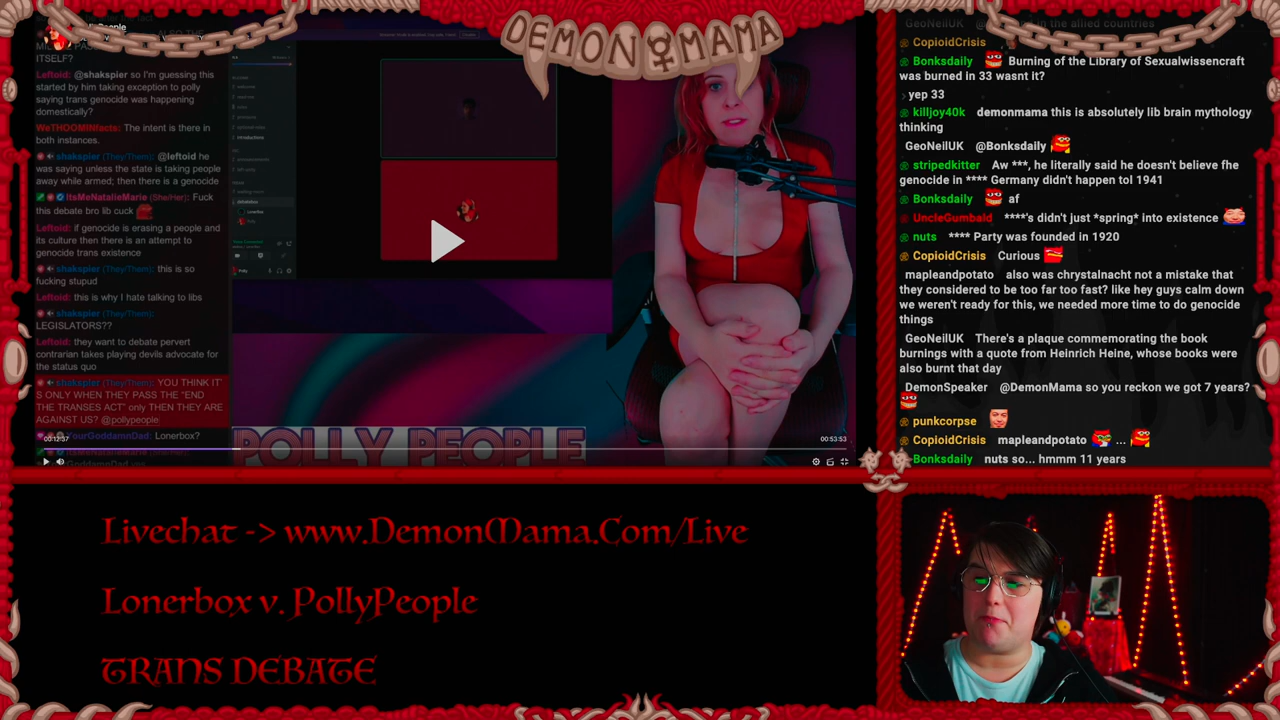 DEMON MAMA
MIL
ITSELF?
Leftoid: @shakspier so I'm guessing this
started by him taking exception to polly
saying trans genocide was happening
domestically?
WeTHOOMINfacts: The intent is there in
both instances.
shakspier (They/Them): @leftoid he
was saying unless the state is taking people
away while armed; then there is a genocide
ItsMeNatalieMarie (She/Her): Fuck
this debate bro lib cuck
Leftoid: if genocide is erasing a people and
its culture then there is an attempt to
genocide trans existence
shakspier (They/Them): this is so
fucking stupud
Leftoid: this is why I hate talking to libs
shakspier (They/Them):
LEGISLATORS??
Leftoid: they want to debate pervert
contrarian takes playing devils advocate for
the status quo
shakspier (They/Them): YOU THINK IT'
S ONLY WHEN THEY PASS THE "END
THE TRANSES ACT" only THEN THEY ARE
AGAINST US? @pollypeople
YourGoddamnDad: Lonerbox?
00:12:37
00:53:53
POLLY PEOPLE
GeoNeilUK
in the allied countries
CopioidCrisis
Bonksdaily Burning of the Library of Sexualwissencraft
was burned in 33 wasnt it?
yep 33
killjoy40k demonmama this is absolutely lib brain mythology
thinking
GeoNeilUK @Bonksdaily
stripedkitter Aw ***, he literally said he doesn't believe fhe
genocide in **** Germany didn't happen tol 1941
Bonksdaily af
UncleGumbald ****'s didn't just *spring* into existence
nuts **** Party was founded in 1920
CopioidCrisis Curious
mapleandpotato also was chrystalnacht not a mistake that
they considered to be too far too fast? like hey guys calm down
we weren't ready for this, we needed more time to do genocide
things
GeoNeilUK There's a plaque commemorating the book
burnings with a quote from Heinrich Heine, whose books were
also burnt that day
DemonSpeaker @DemonMama so you reckon we got 7 years?
punkcorpse
CopioidCrisis mapleandpotato ...
Bonksdaily nuts so... hmmm 11 years
Livechat -> www.DemonMama.Com/Live
Lonerbox v. PollyPeople
TRANS DEBATE